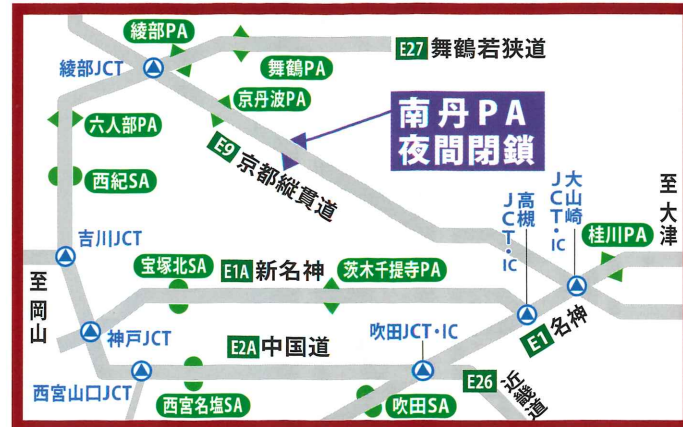 綾部PA
E27 舞鶴若狭道
綾部JCT
舞鶴PA
京丹波PA
南丹PA
夜間閉鎖
六人部PA
E9 京都縦貫道
西紀SA
高槻
JCT・IC
大山崎
JCT・IC
至大津
桂川PA
吉川JCT
宝塚北SA
E1A 新名神
茨木千提寺PA
至岡山
神戸JCT
E2A 中国道
吹田JCT・IC
E1 名神
西宮山口JCT
西宮名塩SA
吹田SA
E26 近畿道